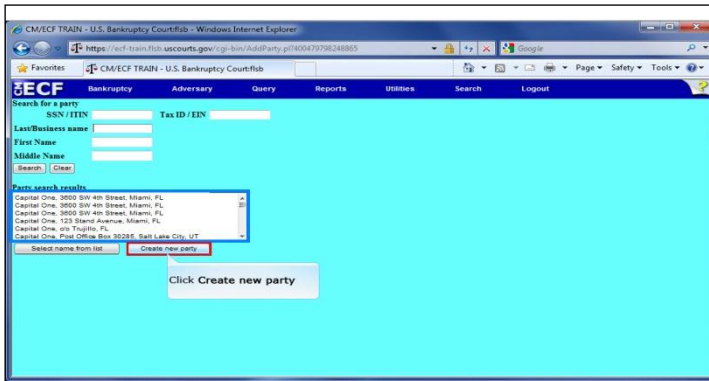 CM/ECF TRAIN - U.S. Bankruptcy Court:flsb - Windows Internet Explorer
https://ecf-train.flsb.uscourts.gov/cgi-bin/AddParty.pl?400479798248865
Google
Favorites
CM/ECF TRAIN - U.S. Bankruptcy Court:flsb
Page
Safety
Tools
ECF
Bankruptcy
Adversary
Query
Reports
Utilities
Search
Logout
Search for a party
SSN / ITIN
Tax ID / EIN
Last/Business name
First Name
Middle Name
Search
Clear
Party search results
Capital One, 3600 SW 4th Street, Miami, FL
Capital One, 3600 SW 4th Street, Miami, FL
Capital One, 3600 SW 4th Street, Miami, FL
Capital One, 123 Stand Avenue, Miami, FL
Capital One, c/o Trujillo, FL
Capital One, Post Office Box 30285, Salt Lake City, UT
Select name from list
Create new party
Click Create new party